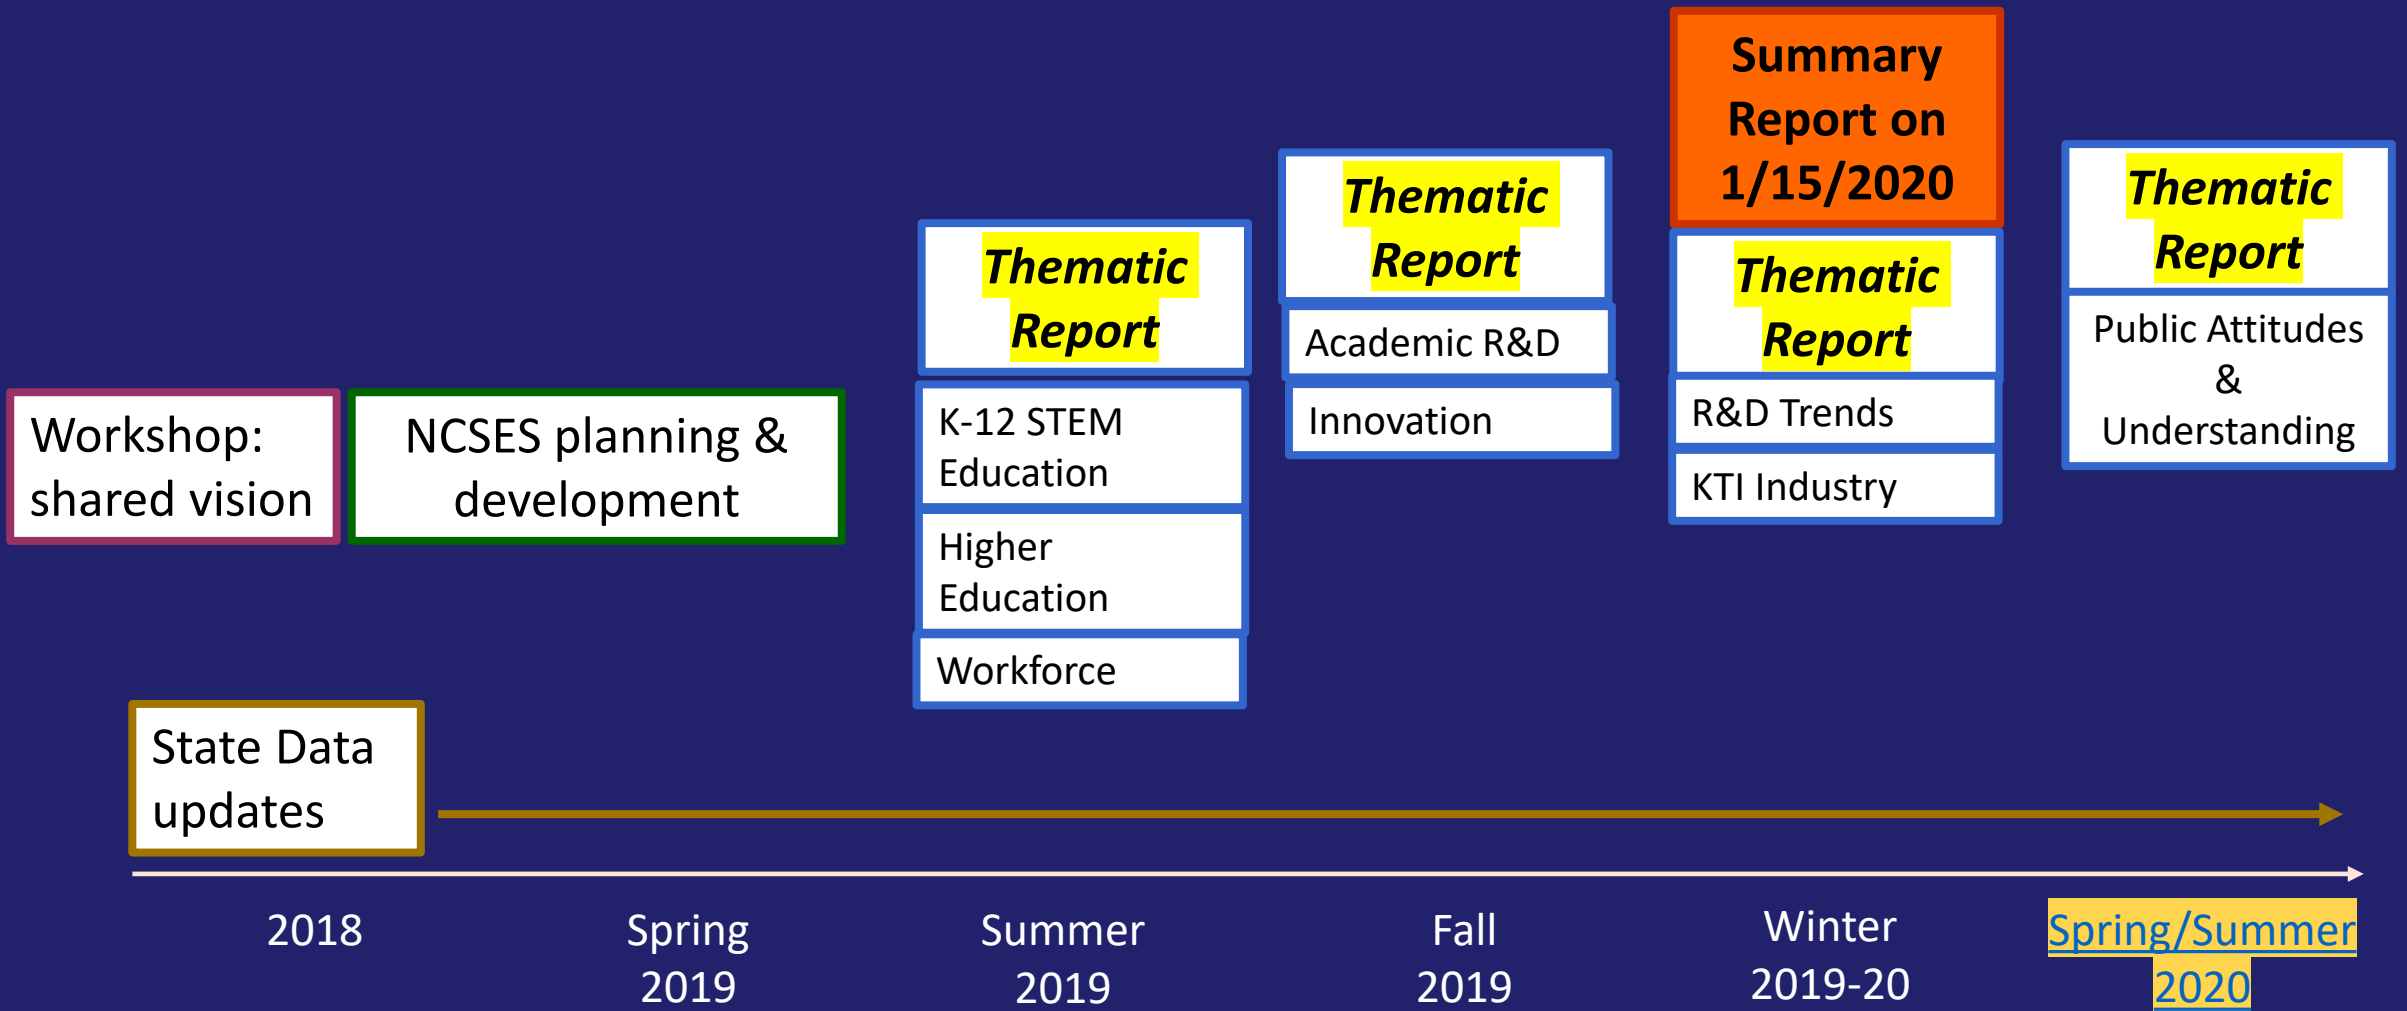 Workshop:
shared vision
NCSES planning &
development
Thematic
Report
K-12 STEM
Education
Higher
Education
Workforce
Thematic
Report
Academic R&D
Innovation
Summary
Report on
1/15/2020
Thematic
Report
R&D Trends
KTI Industry
Thematic
Report
Public Attitudes
&
Understanding
State Data
updates
2018
Spring
2019
Summer
2019
Fall
2019
Winter
2019-20
Spring/Summer
2020